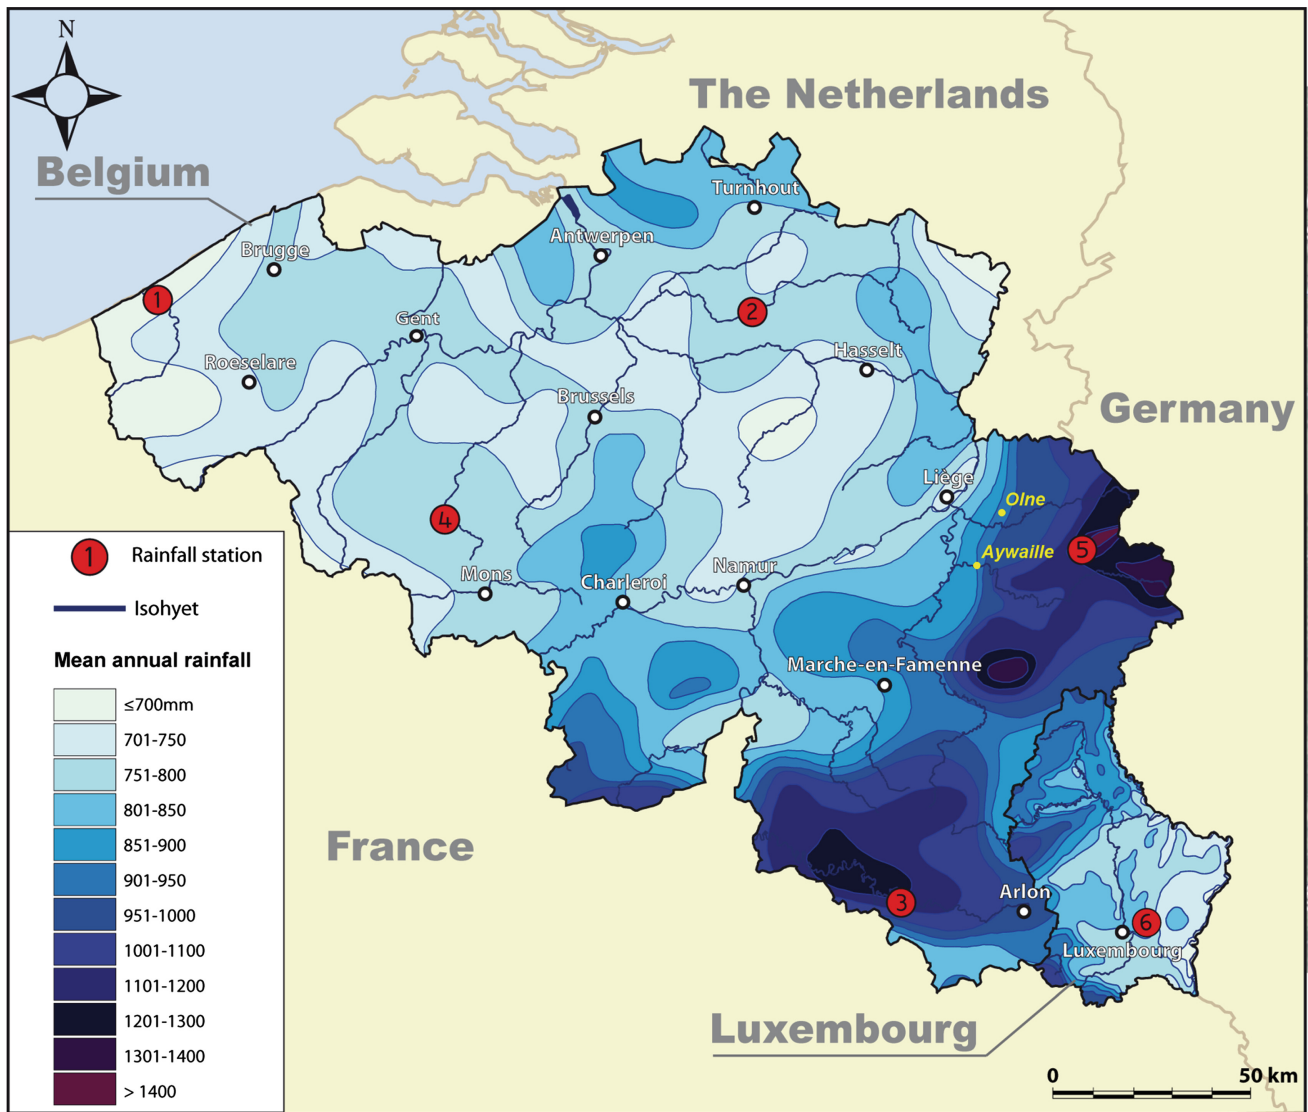 N
The Netherlands
Belgium
Turnhout
Antwerpen
Brugge
1
2
Gent
Hasselt
Roeselare
Brussels
Germany
Liège
Olne
4
5
Aywaille
Mons
Charleroi
Namur
Marche-en-Famenne
France
3
Arlon
6
Luxembourg
Luxembourg
1 Rainfall station
Isohyet
Mean annual rainfall
≤700mm
701-750
751-800
801-850
851-900
901-950
951-1000
1001-1100
1101-1200
1201-1300
1301-1400
> 1400
0 50 km